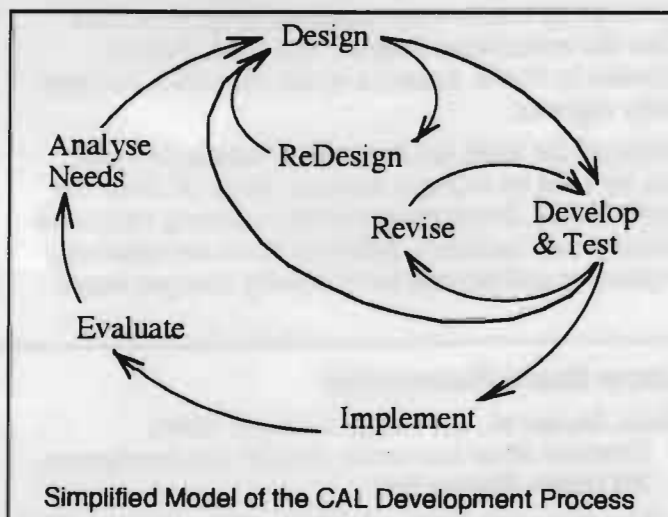 Design
Analyse
Needs
ReDesign
Revise
Develop
& Test
Evaluate
Implement
Simplified Model of the CAL Development Process